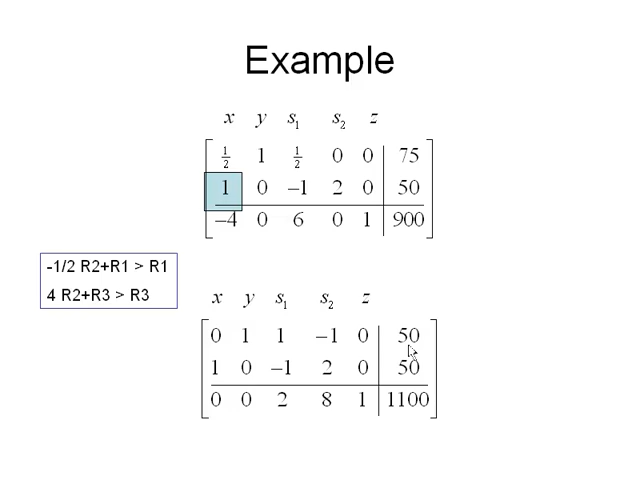 Example
x y s₁ s₂ z
½ 1 ½ 0 0 75
1 0 –1 2 0 50
–4 0 6 0 1 900
-1/2 R2+R1 > R1
4 R2+R3 > R3
x y s₁ s₂ z
0 1 1 –1 0 50
1 0 –1 2 0 50
0 0 2 8 1 1100